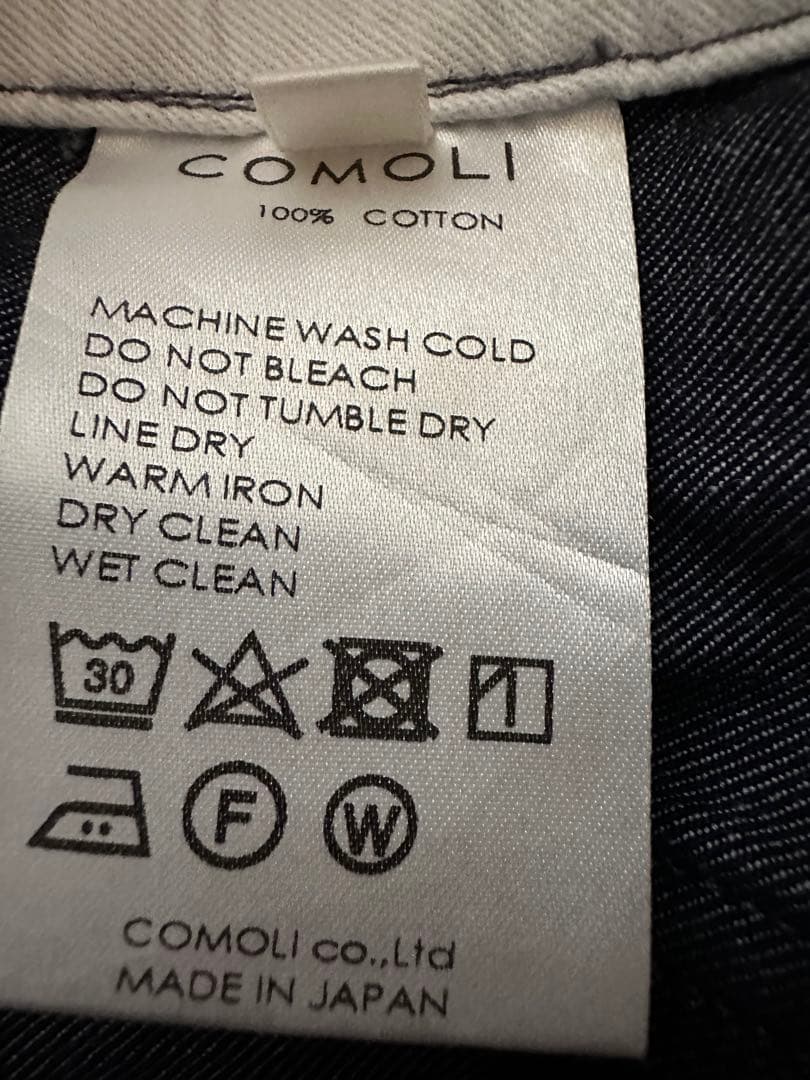 COMOLI
100% COTTON
MACHINE WASH COLD
DO NOT BLEACH
DO NOT TUMBLE DRY
LINE DRY
WARM IRON
DRY CLEAN
WET CLEAN
30
F W
COMOLI co.,Ltd
MADE IN JAPAN